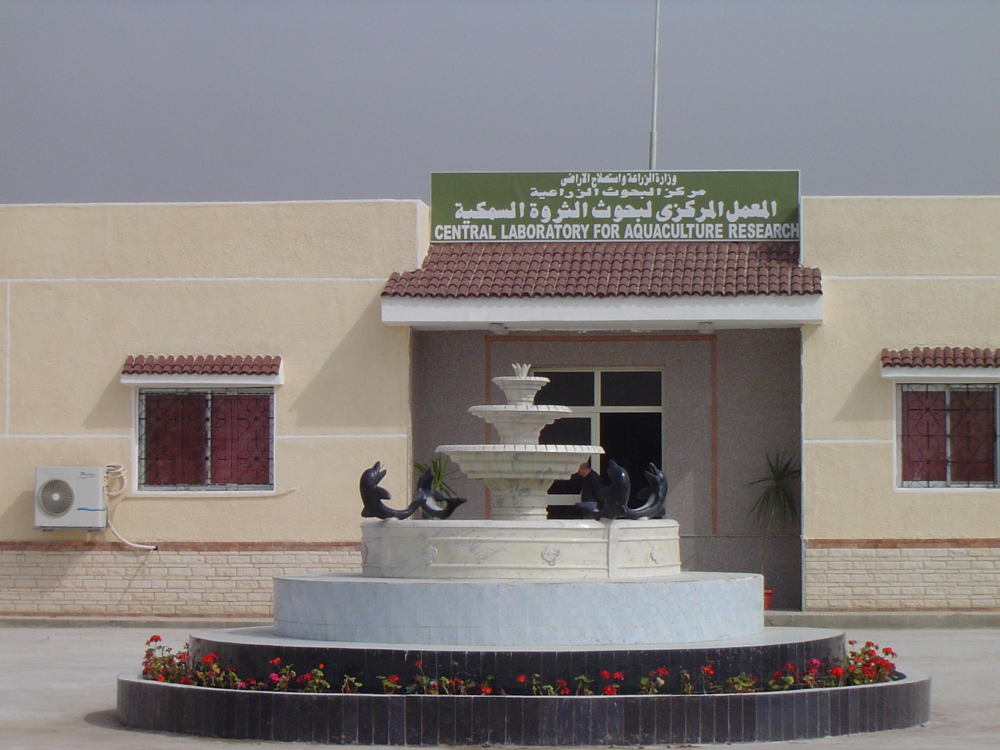 وزارة الزراعة واستصلاح الاراضى
مركز البحوث الزراعية
المعمل المركزى لبحوث الثروة السمكية
CENTRAL LABORATORY FOR AQUACULTURE RESEARCH